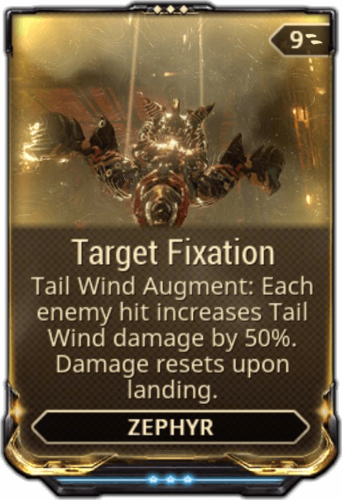 9
Target Fixation
Tail Wind Augment: Each
enemy hit increases Tail
Wind damage by 50%.
Damage resets upon
landing.
ZEPHYR